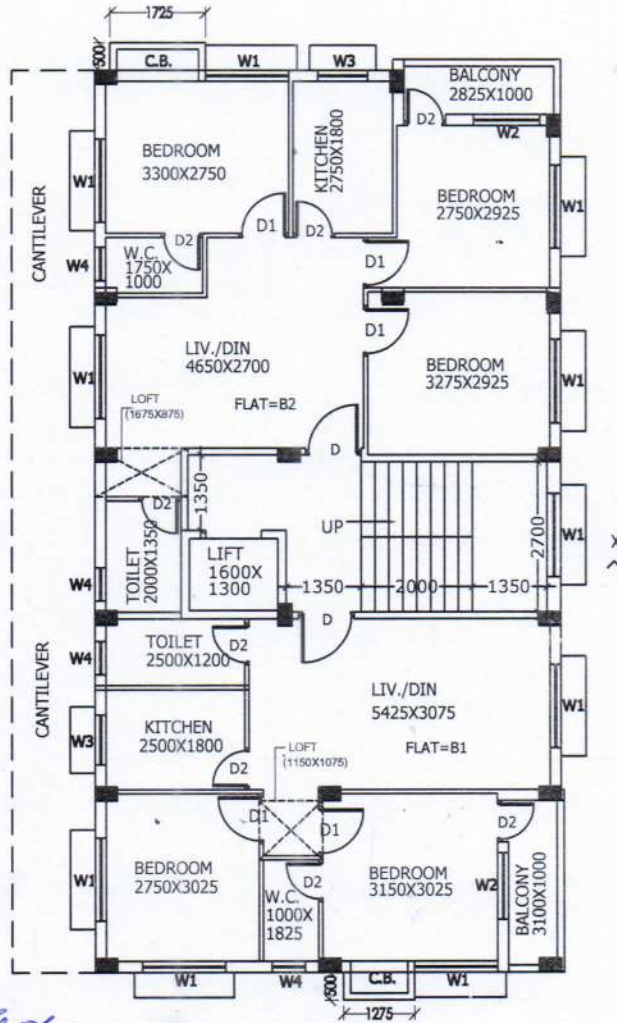 1725
500
C.B.
W1
W3
BALCONY
2825X1000
D2
W2
BEDROOM
3300X2750
KITCHEN
2750X1800
BEDROOM
2750X2925
W1
W1
CANTILEVER
D2
D1
D2
W4
W.C.
1750X
1000
D1
D1
LIV./DIN
4650X2700
BEDROOM
3275X2925
W1
W1
LOFT
(1675X875)
FLAT=B2
D
1350
UP
2700
W1
D2
TOILET
2000X1350
LIFT
1600X
1300
1350
2000
1350
W4
D
TOILET
2500X1200
D2
W4
LIV./DIN
5425X3075
W1
CANTILEVER
KITCHEN
2500X1800
W3
FLAT=B1
LOFT
(1150X1075)
D2
D1
D1
D2
BEDROOM
2750X3025
W1
BEDROOM
3150X3025
W2
D2
W.C.
1000X
1825
BALCONY
3100X1000
W1
W4
500
C.B.
W1
1275